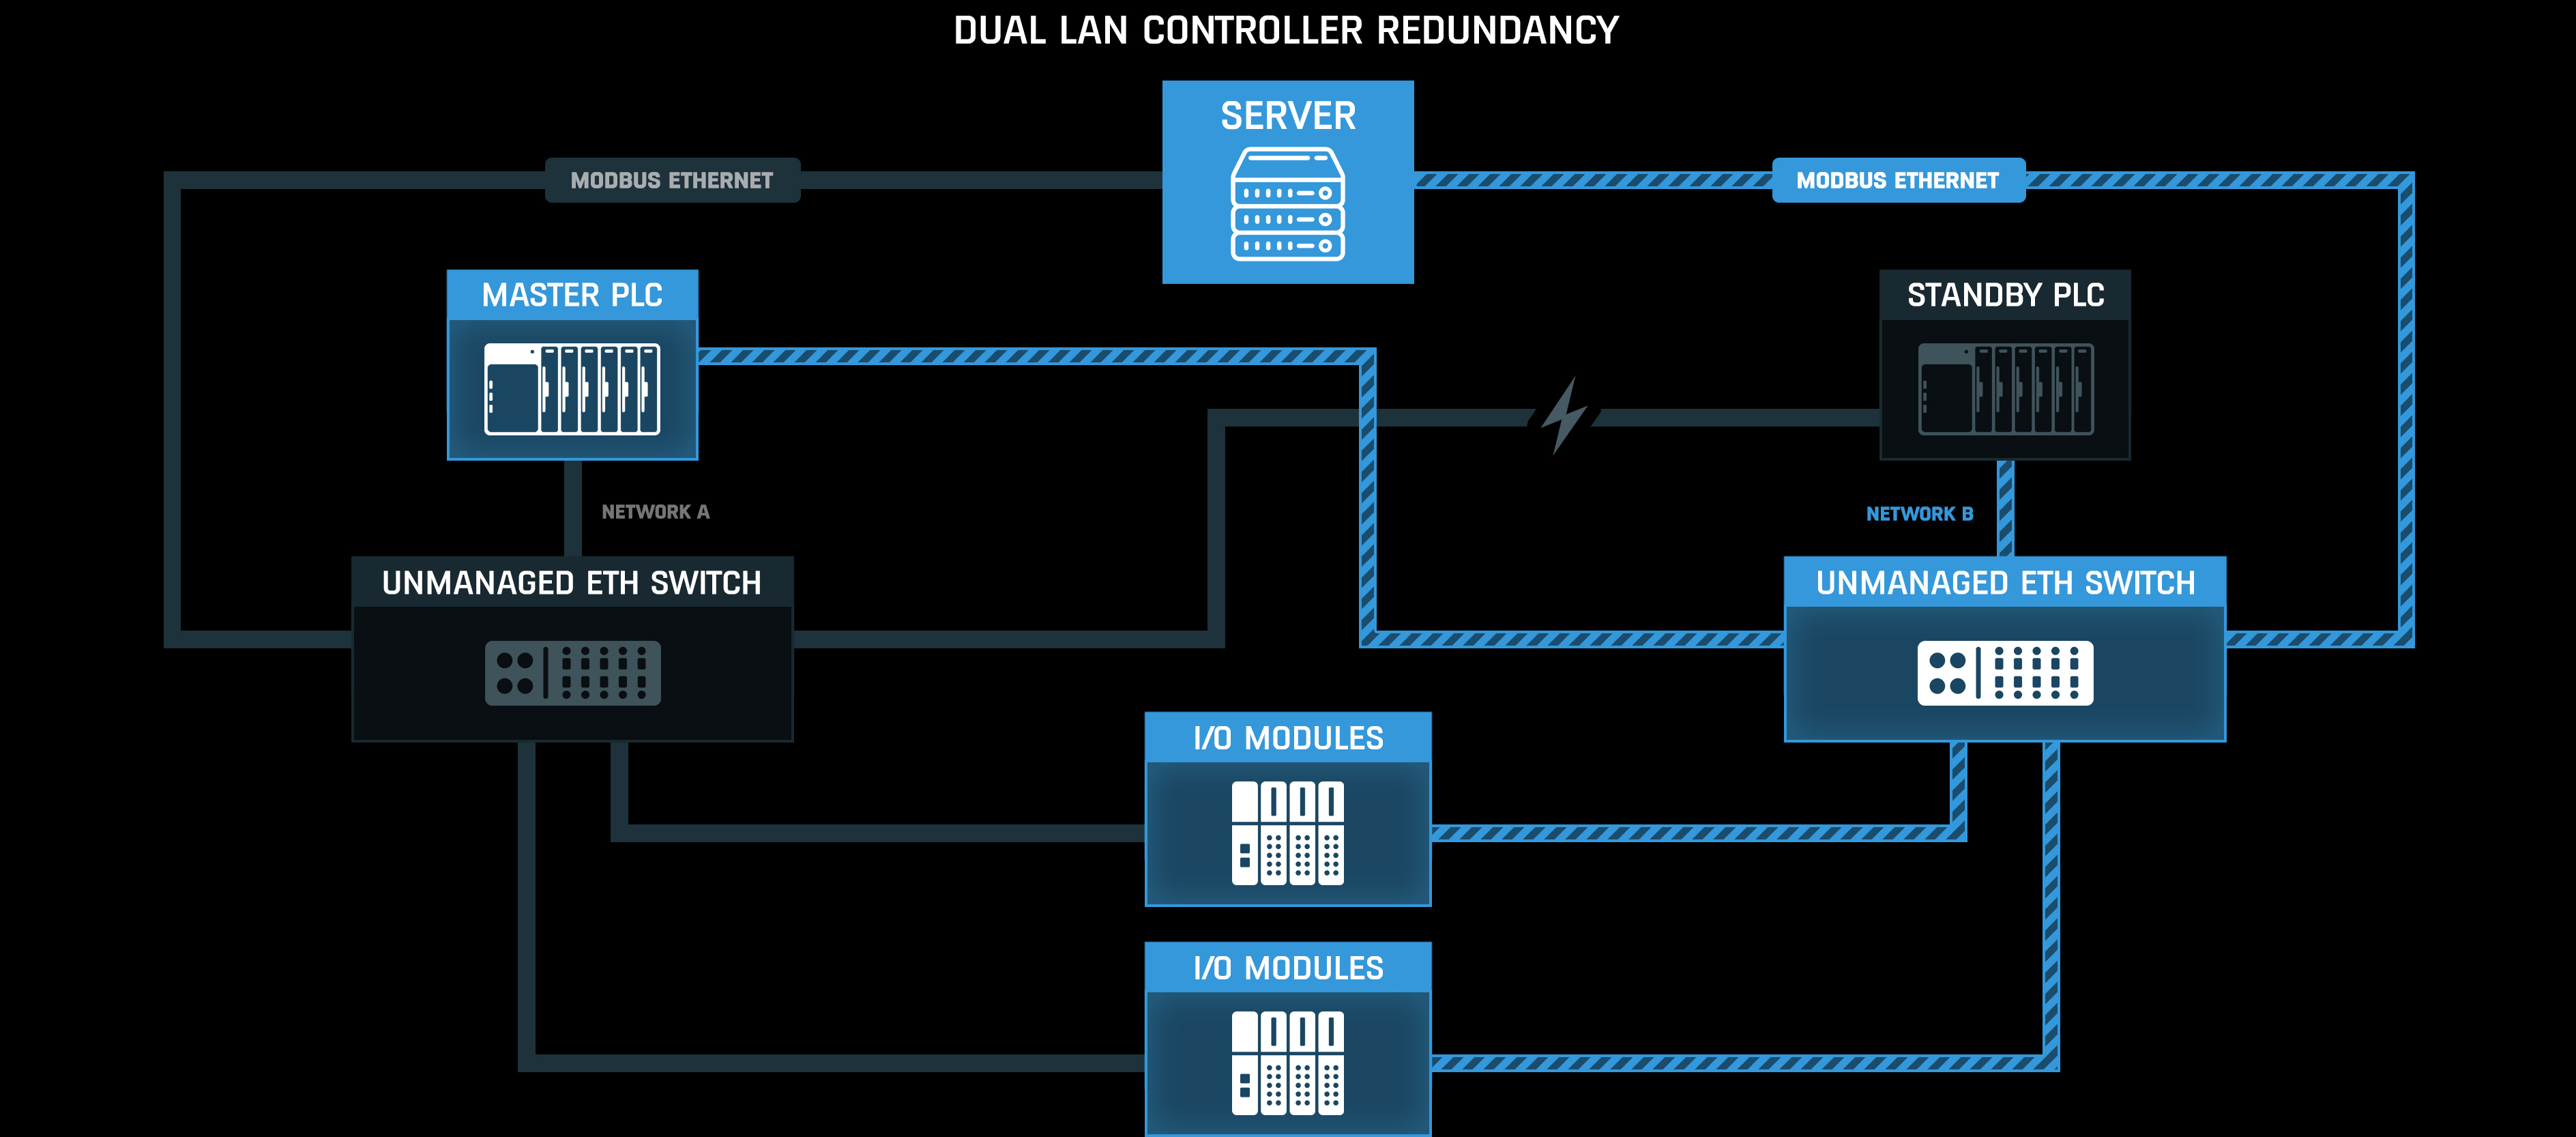 DUAL LAN CONTROLLER REDUNDANCY
SERVER
MODBUS ETHERNET
MODBUS ETHERNET
MASTER PLC
STANDBY PLC
NETWORK A
NETWORK B
UNMANAGED ETH SWITCH
UNMANAGED ETH SWITCH
I/O MODULES
I/O MODULES